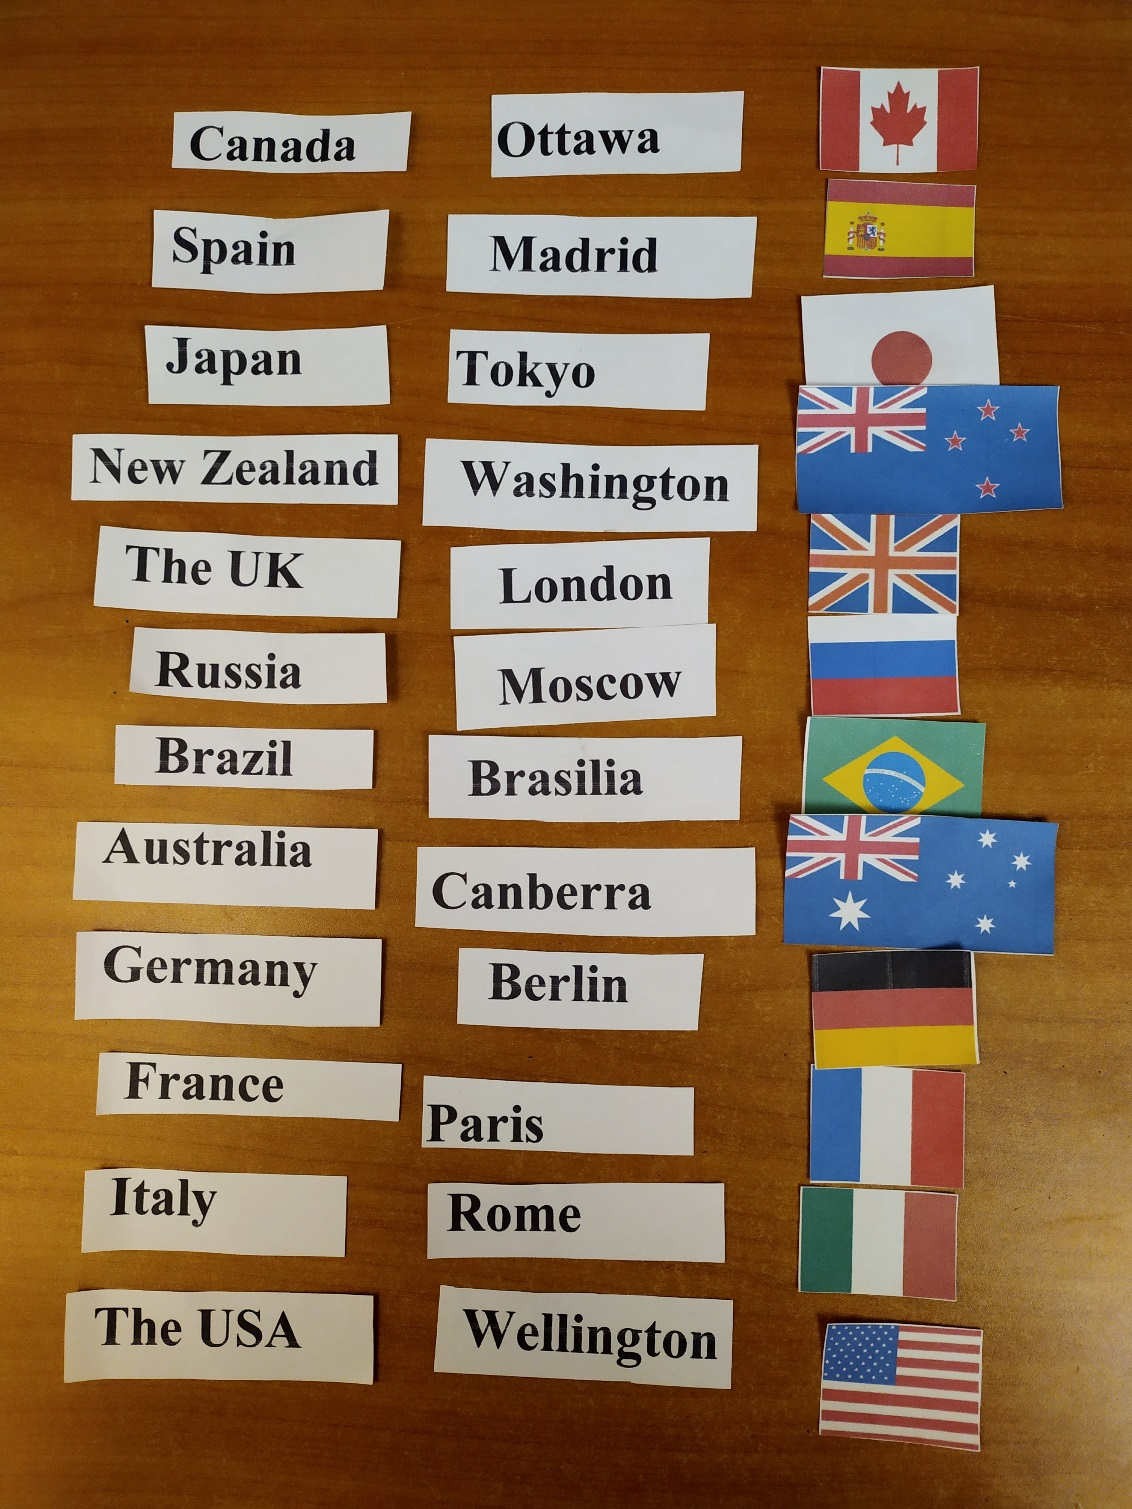 Canada Ottawa
Spain Madrid
Japan Tokyo
New Zealand Washington
The UK London
Russia Moscow
Brazil Brasilia
Australia Canberra
Germany Berlin
France Paris
Italy Rome
The USA Wellington